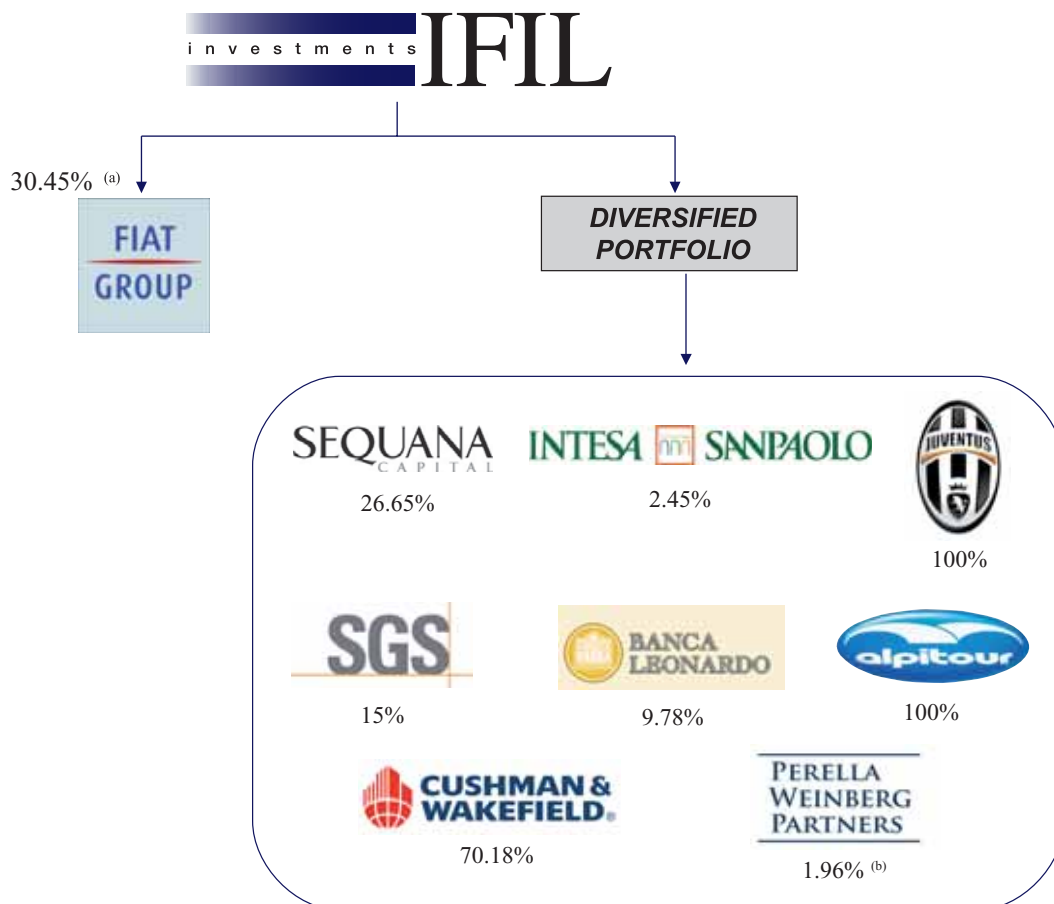 investments
IFIL
30.45% (a)
FIAT
GROUP
DIVERSIFIED
PORTFOLIO
SEQUANA
CAPITAL
26.65%
INTESA SANPAOLO
2.45%
JUVENTUS
100%
SGS
15%
BANCA
LEONARDO
9.78%
alpitour
100%
CUSHMAN &
WAKEFIELD®
70.18%
PERELLA
WEINBERG
PARTNERS
1.96% (b)